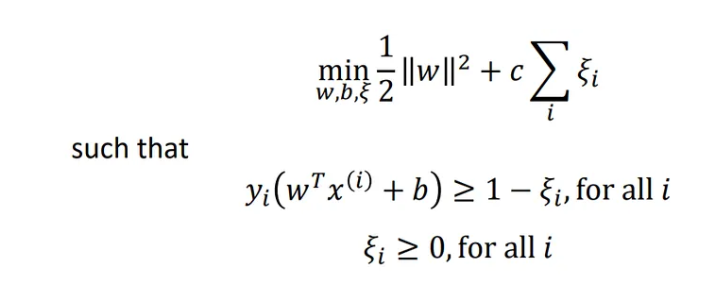 min_{w,b,ξ} 1/2 ||w||² + c ∑_i ξ_i
such that
y_i(w^T x^{(i)} + b) ≥ 1 − ξ_i, for all i
ξ_i ≥ 0, for all i